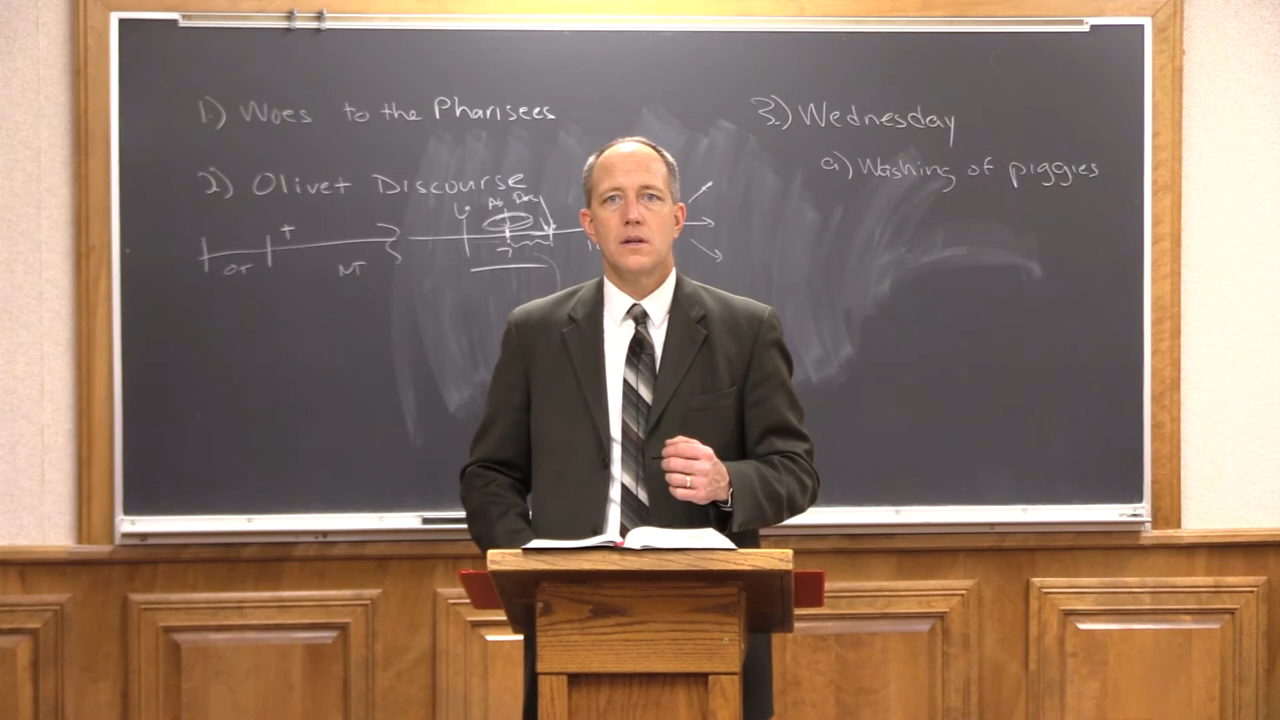 1.) Woes to the Pharisees
2) Olivet Discourse
OT
NT
3.) Wednesday
a) Washing of piggies